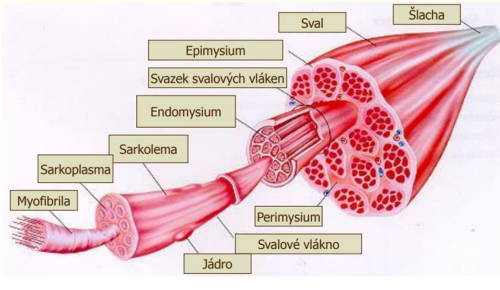 Šlacha
Sval
Epimysium
Svazek svalových vláken
Endomysium
Sarkolema
Sarkoplasma
Myofibrila
Perimysium
Svalové vlákno
Jádro